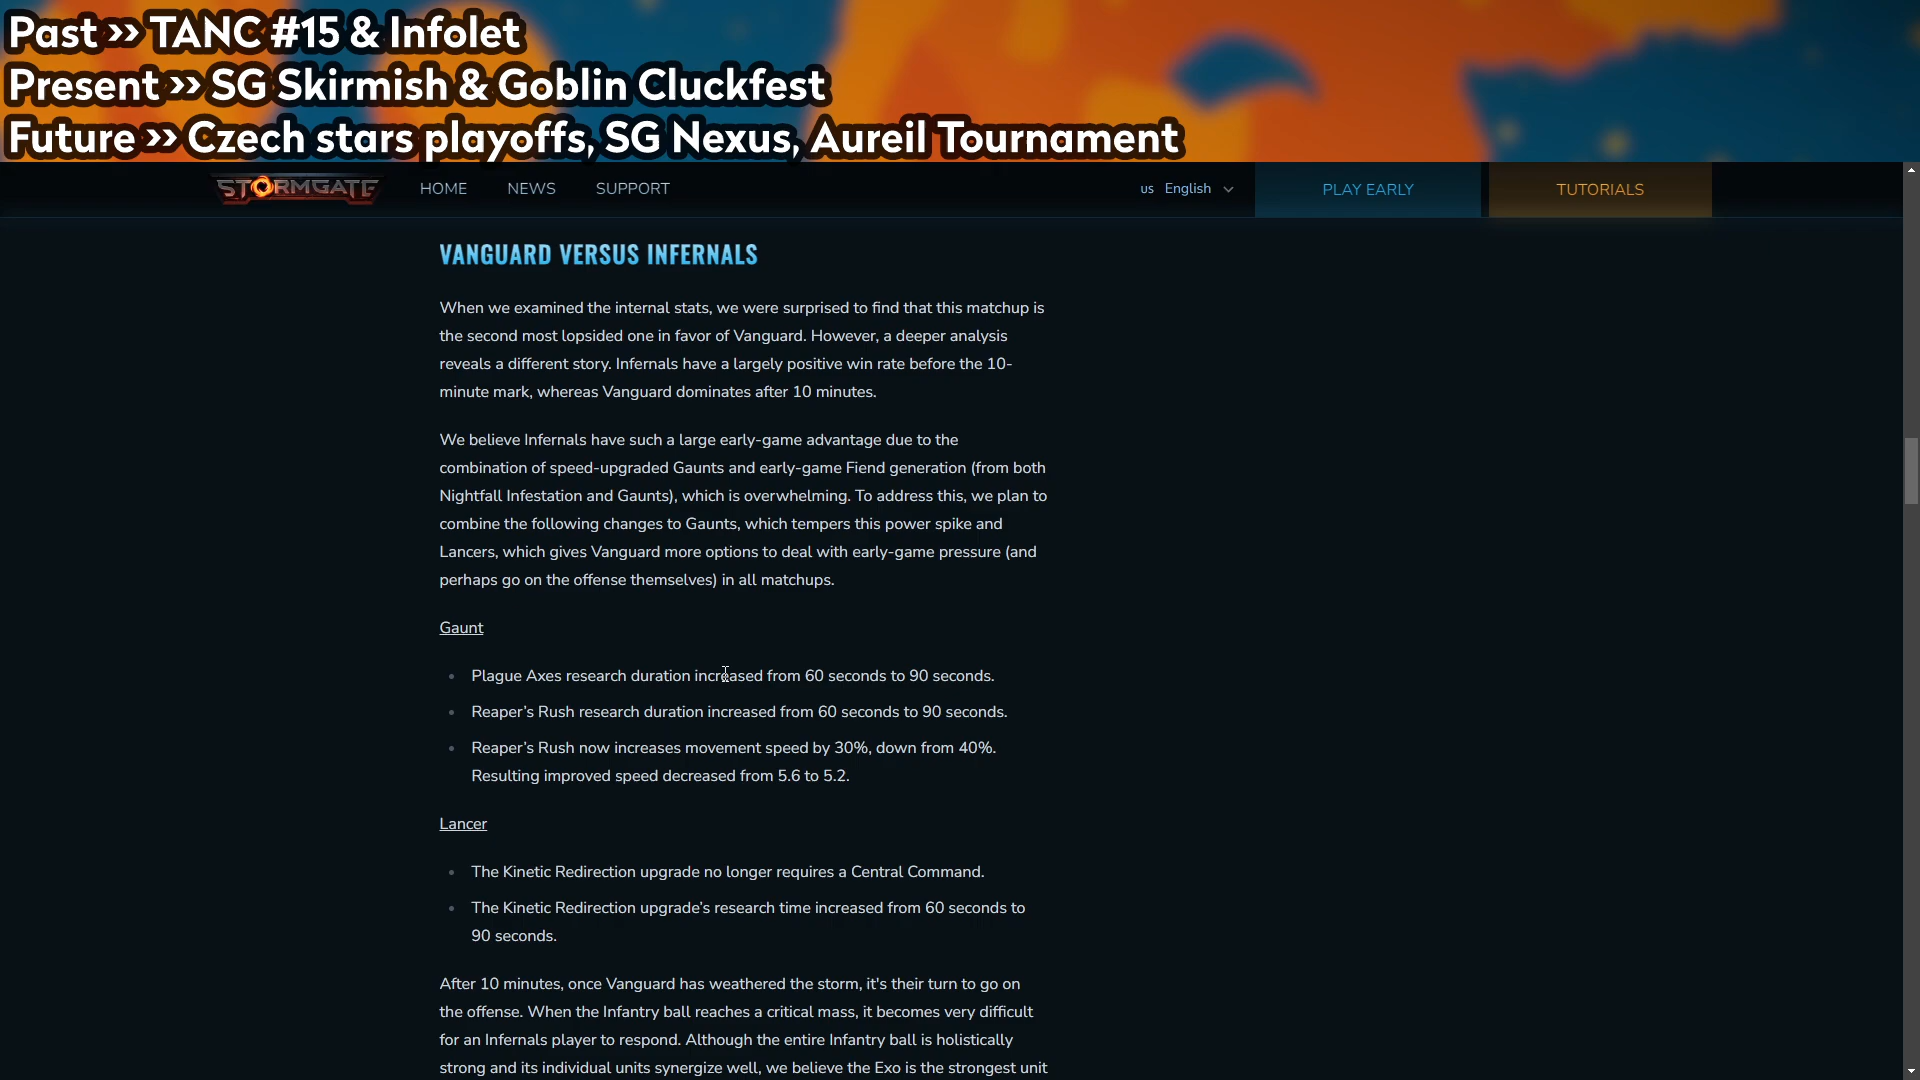 Past >> TANC #15 & Infolet
Present >> SG Skirmish & Goblin Cluckfest
Future >> Czech stars playoffs, SG Nexus, Aureil Tournament
STORMGATE
HOME
NEWS
SUPPORT
us English
PLAY EARLY
TUTORIALS
VANGUARD VERSUS INFERNALS
When we examined the internal stats, we were surprised to find that this matchup is
the second most lopsided one in favor of Vanguard. However, a deeper analysis
reveals a different story. Infernals have a largely positive win rate before the 10-
minute mark, whereas Vanguard dominates after 10 minutes.
We believe Infernals have such a large early-game advantage due to the
combination of speed-upgraded Gaunts and early-game Fiend generation (from both
Nightfall Infestation and Gaunts), which is overwhelming. To address this, we plan to
combine the following changes to Gaunts, which tempers this power spike and
Lancers, which gives Vanguard more options to deal with early-game pressure (and
perhaps go on the offense themselves) in all matchups.
Gaunt
• Plague Axes research duration increased from 60 seconds to 90 seconds.
• Reaper’s Rush research duration increased from 60 seconds to 90 seconds.
• Reaper’s Rush now increases movement speed by 30%, down from 40%.
Resulting improved speed decreased from 5.6 to 5.2.
Lancer
• The Kinetic Redirection upgrade no longer requires a Central Command.
• The Kinetic Redirection upgrade’s research time increased from 60 seconds to
90 seconds.
After 10 minutes, once Vanguard has weathered the storm, it's their turn to go on
the offense. When the Infantry ball reaches a critical mass, it becomes very difficult
for an Infernals player to respond. Although the entire Infantry ball is holistically
strong and its individual units synergize well, we believe the Exo is the strongest unit